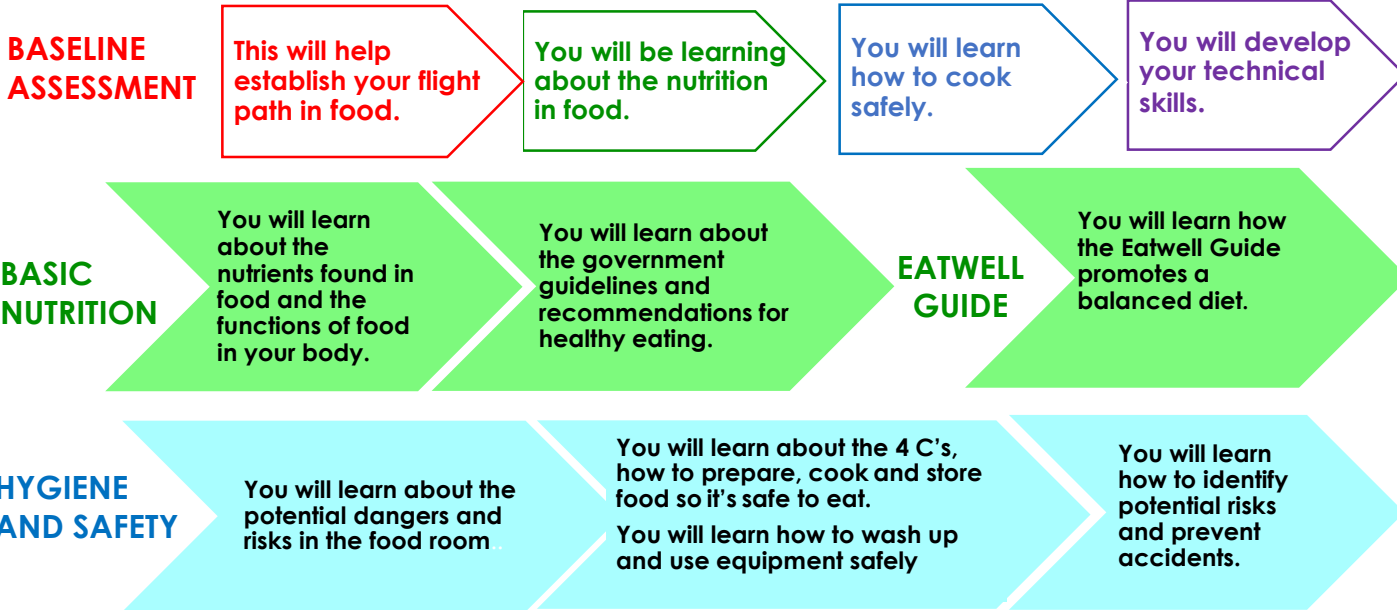 BASELINE
ASSESSMENT
This will help
establish your flight
path in food.
You will be learning
about the nutrition
in food.
You will learn
how to cook
safely.
You will develop
your technical
skills.
BASIC
NUTRITION
You will learn
about the
nutrients found in
food and the
functions of food
in your body.
You will learn about
the government
guidelines and
recommendations for
healthy eating.
EATWELL
GUIDE
You will learn how
the Eatwell Guide
promotes a
balanced diet.
HYGIENE
AND SAFETY
You will learn about the
potential dangers and
risks in the food room..
You will learn about the 4 C's,
how to prepare, cook and store
food so it's safe to eat.
You will learn how to wash up
and use equipment safely
You will learn
how to identify
potential risks
and prevent
accidents.